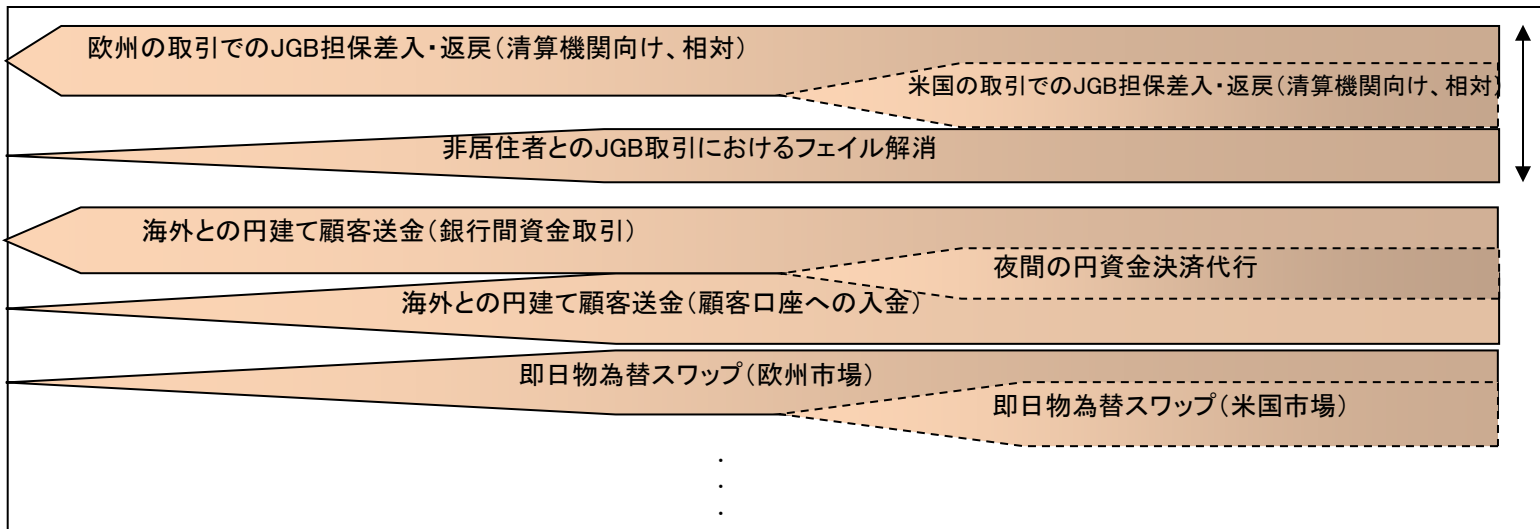 欧州の取引でのJGB担保差入・返戻(清算機関向け、相対)
米国の取引でのJGB担保差入・返戻(清算機関向け、相対)
非居住者とのJGB取引におけるフェイル解消
海外との円建て顧客送金(銀行間資金取引)
夜間の円資金決済代行
海外との円建て顧客送金(顧客口座への入金)
即日物為替スワップ(欧州市場)
即日物為替スワップ(米国市場)
.
.
.